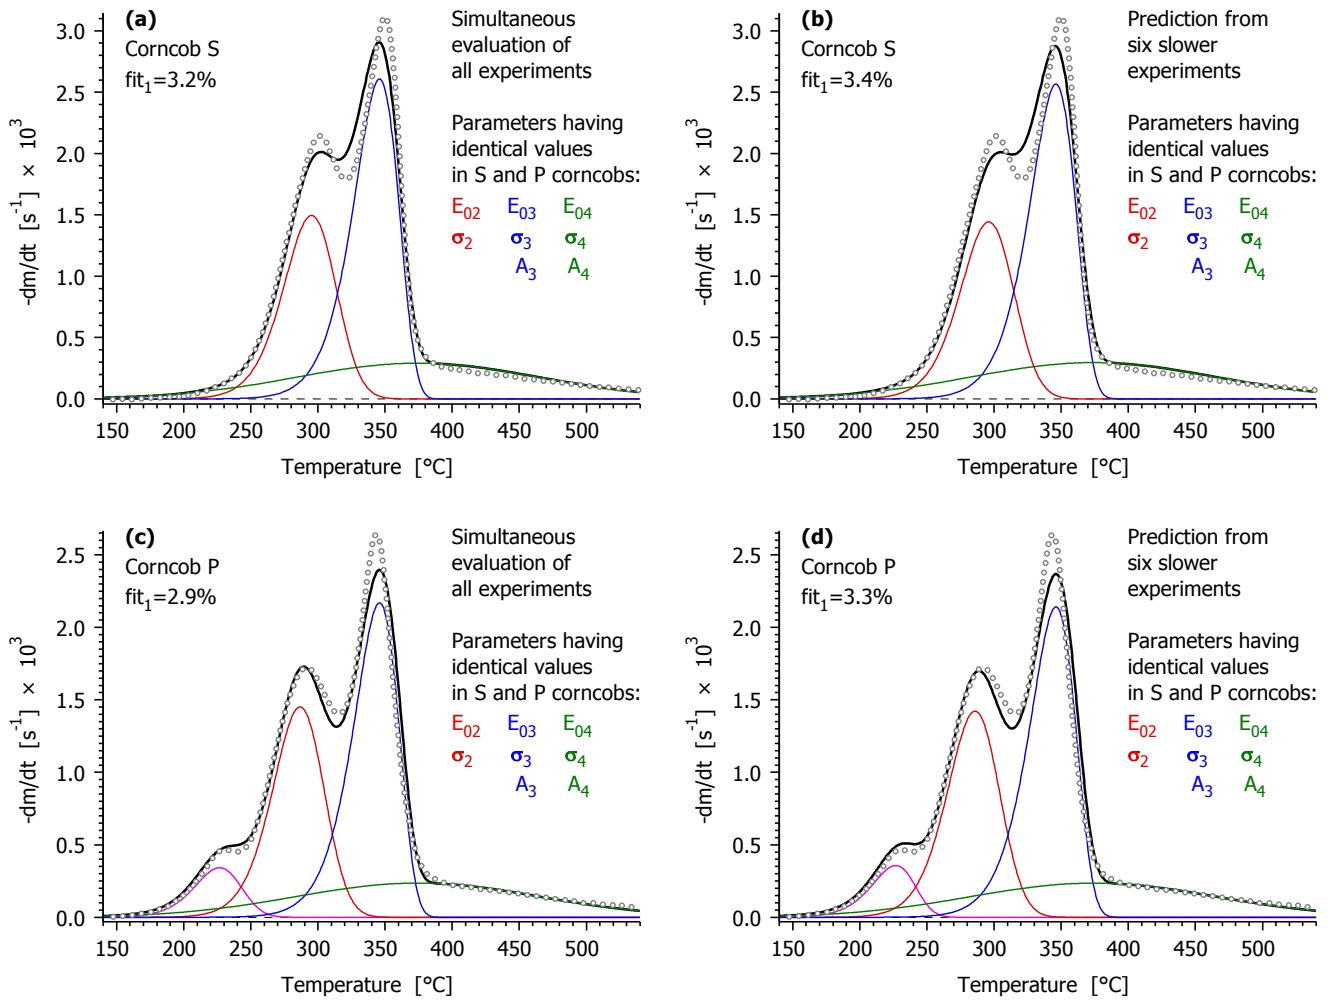 (a)
Corncob S
fit₁=3.2%
Simultaneous
evaluation of
all experiments
Parameters having
identical values
in S and P corncobs:
E₀₂ E₀₃ E₀₄
σ₂ σ₃ σ₄
A₃ A₄
-dm/dt [s⁻¹] × 10³
3.0
2.5
2.0
1.5
1.0
0.5
0.0
150 200 250 300 350 400 450 500
Temperature [°C]
(b)
Corncob S
fit₁=3.4%
Prediction from
six slower
experiments
Parameters having
identical values
in S and P corncobs:
E₀₂ E₀₃ E₀₄
σ₂ σ₃ σ₄
A₃ A₄
-dm/dt [s⁻¹] × 10³
3.0
2.5
2.0
1.5
1.0
0.5
0.0
150 200 250 300 350 400 450 500
Temperature [°C]
(c)
Corncob P
fit₁=2.9%
Simultaneous
evaluation of
all experiments
Parameters having
identical values
in S and P corncobs:
E₀₂ E₀₃ E₀₄
σ₂ σ₃ σ₄
A₃ A₄
-dm/dt [s⁻¹] × 10³
2.5
2.0
1.5
1.0
0.5
0.0
150 200 250 300 350 400 450 500
Temperature [°C]
(d)
Corncob P
fit₁=3.3%
Prediction from
six slower
experiments
Parameters having
identical values
in S and P corncobs:
E₀₂ E₀₃ E₀₄
σ₂ σ₃ σ₄
A₃ A₄
-dm/dt [s⁻¹] × 10³
2.5
2.0
1.5
1.0
0.5
0.0
150 200 250 300 350 400 450 500
Temperature [°C]